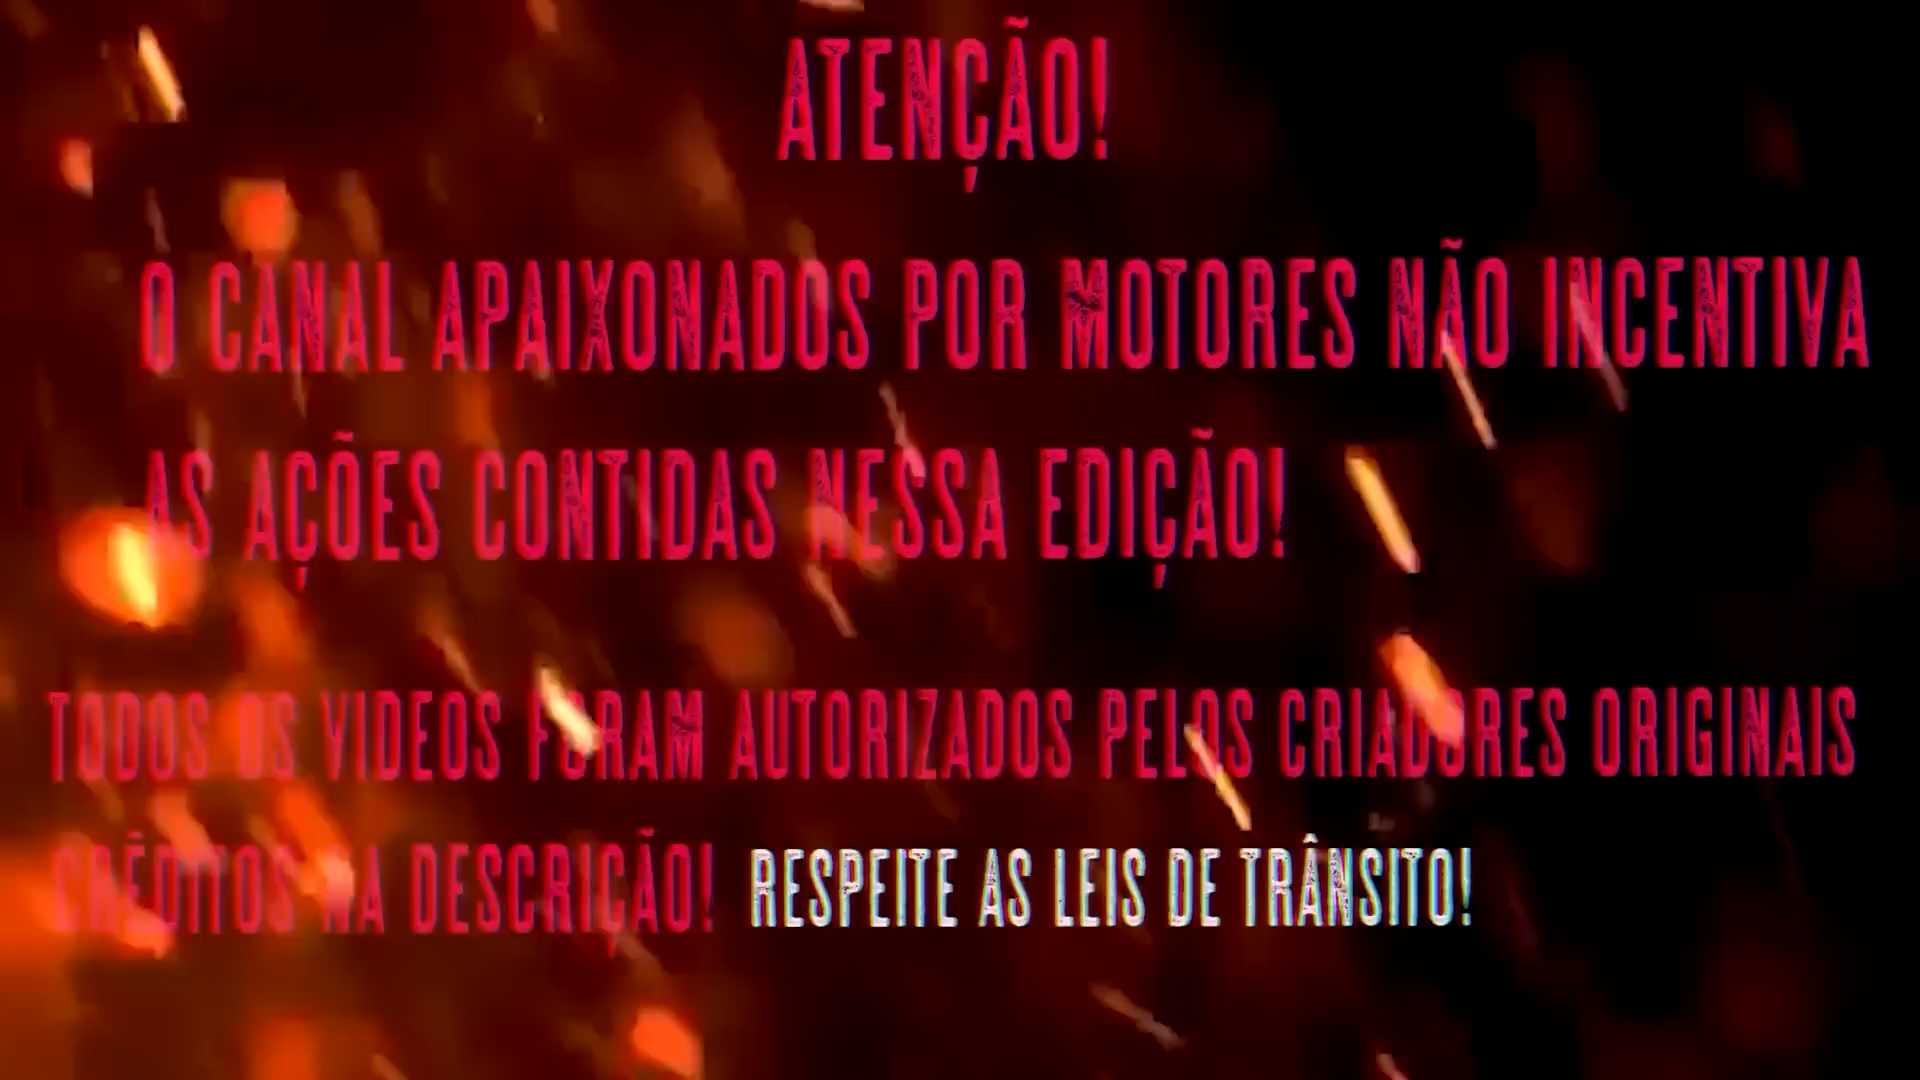 ATENÇÃO!
O CANAL APAIXONADOS POR MOTORES NÃO INCENTIVA
AS AÇÕES CONTIDAS NESSA EDIÇÃO!
TODOS OS VIDEOS FORAM AUTORIZADOS PELOS CRIADORES ORIGINAIS
CRÉDITOS NA DESCRIÇÃO! RESPEITE AS LEIS DE TRÂNSITO!